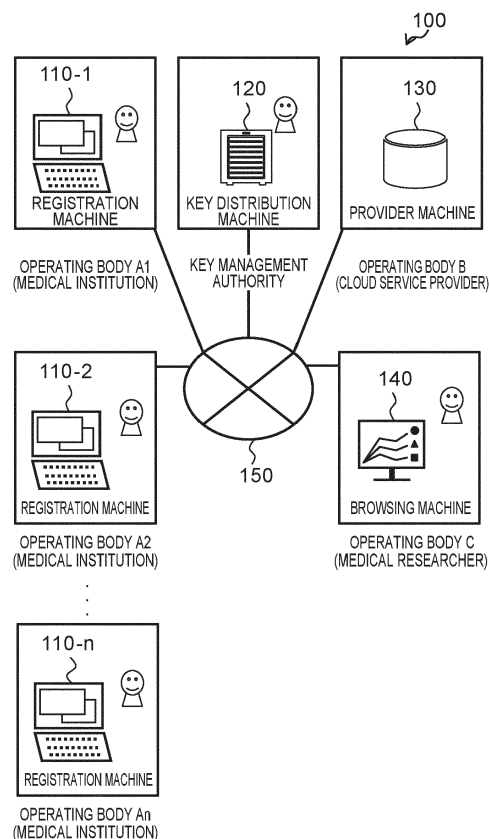 100
110-1
REGISTRATION
MACHINE
OPERATING BODY A1
(MEDICAL INSTITUTION)
120
KEY DISTRIBUTION
MACHINE
KEY MANAGEMENT
AUTHORITY
130
PROVIDER MACHINE
OPERATING BODY B
(CLOUD SERVICE PROVIDER)
110-2
REGISTRATION MACHINE
OPERATING BODY A2
(MEDICAL INSTITUTION)
150
140
BROWSING MACHINE
OPERATING BODY C
(MEDICAL RESEARCHER)
110-n
REGISTRATION MACHINE
OPERATING BODY An
(MEDICAL INSTITUTION)